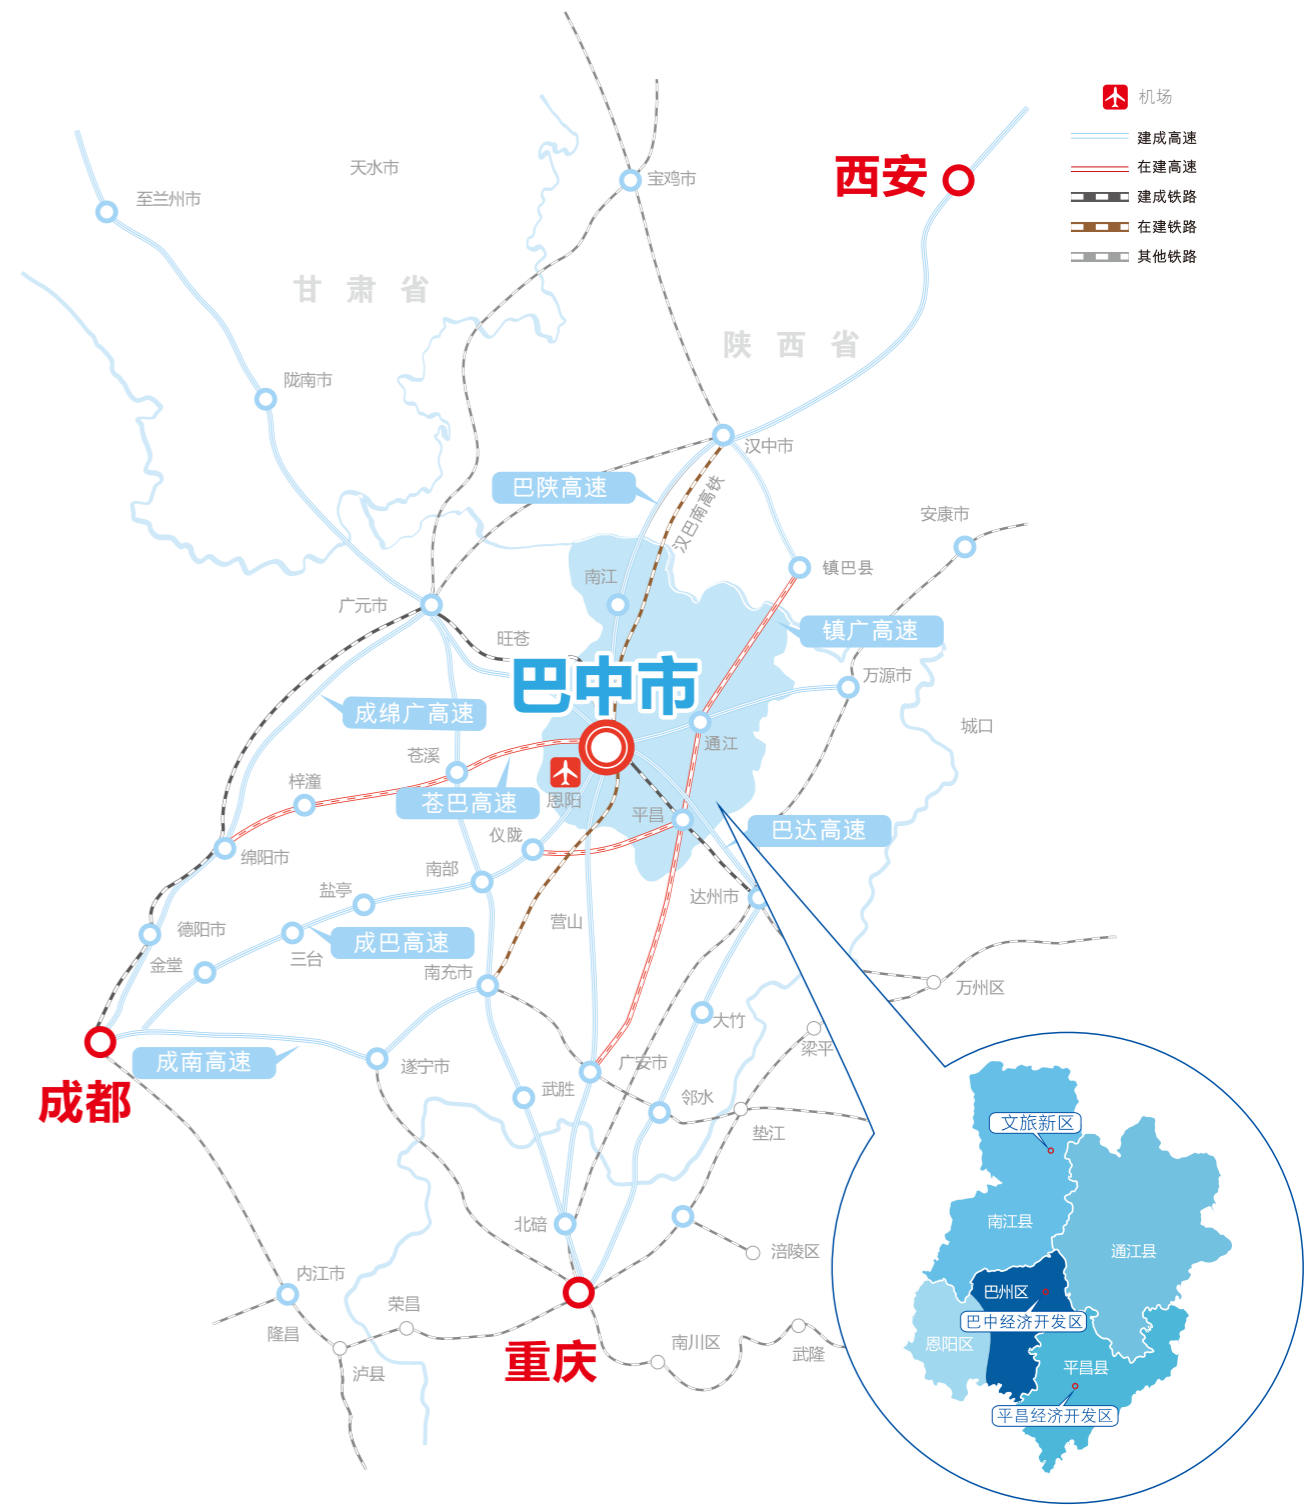 机场
建成高速
在建高速
建成铁路
在建铁路
其他铁路
西安
天水市
宝鸡市
至兰州市
甘肃省
陕西省
陇南市
汉中市
巴陕高速
汉巴南高铁
安康市
镇巴县
南江
广元市
旺苍
镇广高速
巴中市
万源市
成绵广高速
城口
通江
苍溪
梓潼
苍巴高速
恩阳
平昌
巴达高速
仪陇
绵阳市
南部
盐亭
达州市
营山
德阳市
成巴高速
三台
金堂
南充市
万州区
大竹
梁平
成南高速
遂宁市
广安市
武胜
邻水
成都
垫江
北碚
涪陵区
内江市
荣昌
隆昌
重庆
南川区
武隆
泸县
文旅新区
南江县
通江县
巴州区
巴中经济开发区
恩阳区
平昌县
平昌经济开发区